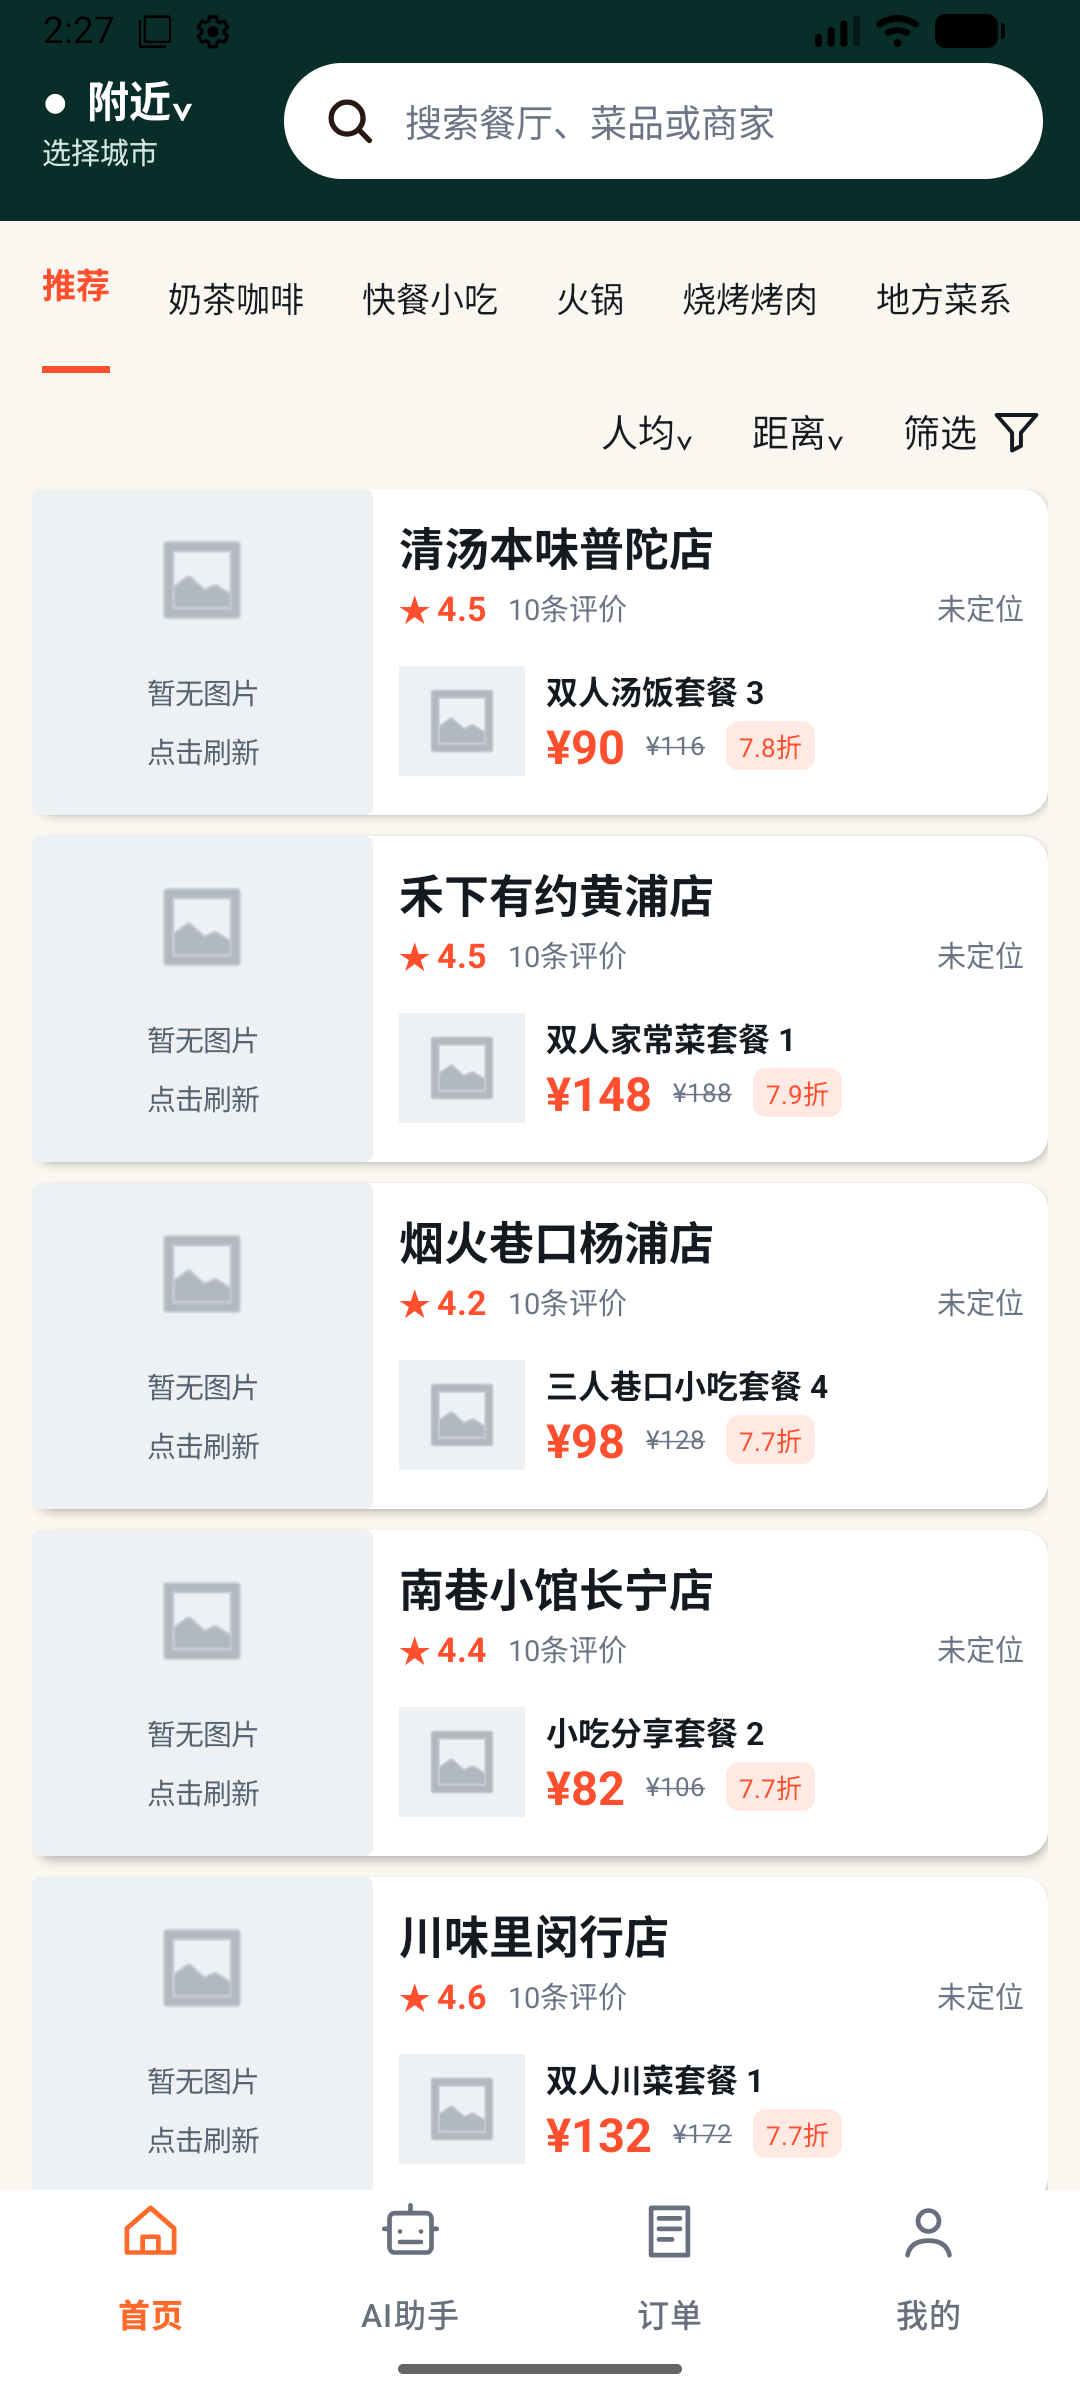 2:27
附近
选择城市
搜索餐厅、菜品或商家
推荐 奶茶咖啡 快餐小吃 火锅 烧烤烤肉 地方菜系
人均 距离 筛选
暂无图片
点击刷新
清汤本味普陀店
★ 4.5 10条评价 未定位
双人汤饭套餐 3
¥90 ¥116 7.8折
暂无图片
点击刷新
禾下有约黄浦店
★ 4.5 10条评价 未定位
双人家常菜套餐 1
¥148 ¥188 7.9折
暂无图片
点击刷新
烟火巷口杨浦店
★ 4.2 10条评价 未定位
三人巷口小吃套餐 4
¥98 ¥128 7.7折
暂无图片
点击刷新
南巷小馆长宁店
★ 4.4 10条评价 未定位
小吃分享套餐 2
¥82 ¥106 7.7折
暂无图片
点击刷新
川味里闵行店
★ 4.6 10条评价 未定位
双人川菜套餐 1
¥132 ¥172 7.7折
首页 AI助手 订单 我的